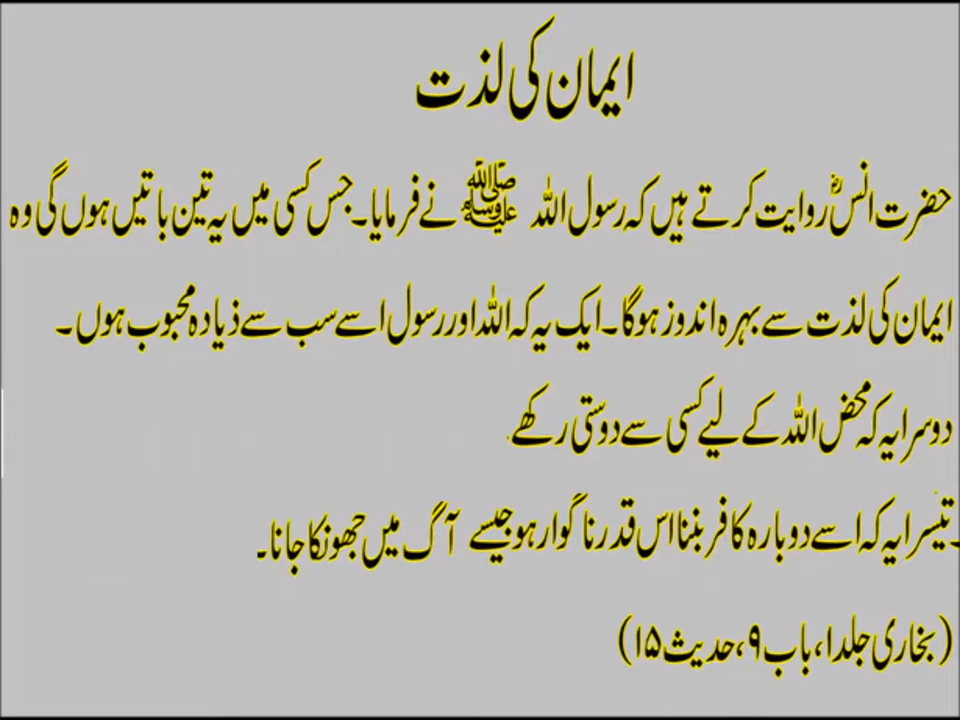 ایمان کی لذت
حضرت انسؓ روایت کرتے ہیں کہ رسول اللہ ﷺ نے فرمایا۔ جس کسی میں یہ تین باتیں ہوں گی وہ
ایمان کی لذت سے بہرہ اندوز ہوگا۔ ایک یہ کہ اللہ اور رسول اسے سب سے ذیادہ محبوب ہوں۔
دوسرا یہ کہ محض اللہ کے لیے کسی سے دوستی رکھے
۔تیسرا یہ کہ اسے دوبارہ کافر بننا اس قدر ناگوار ہو جیسے آگ میں جھونکا جانا۔
(بخاری جلد۱، باب ۹، حدیث ۱۵)